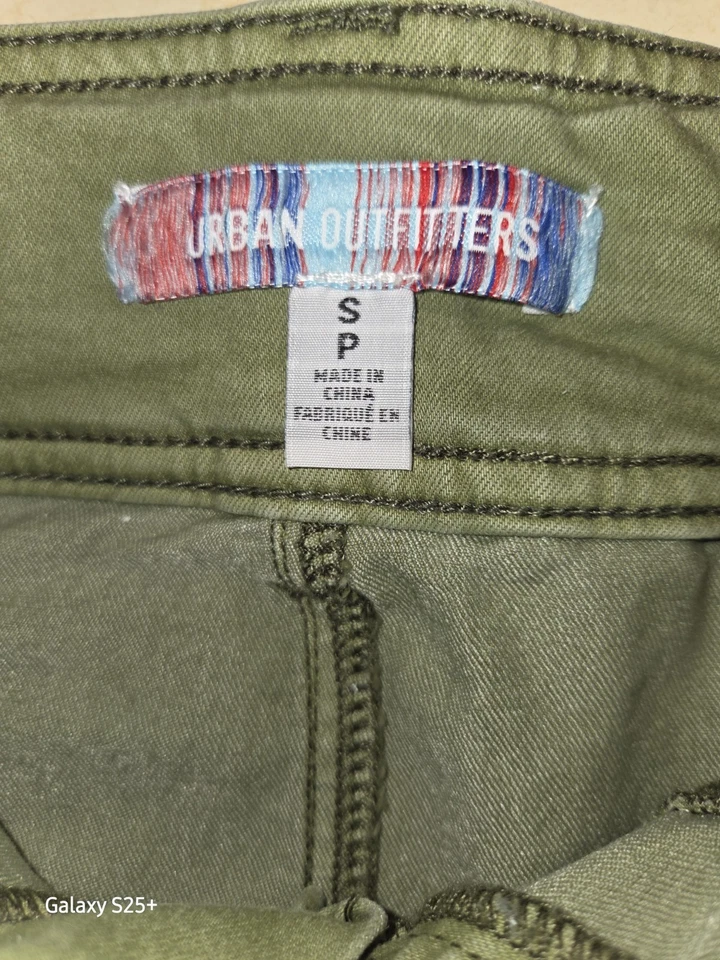 URBAN OUTFITTERS
S
P
MADE IN
CHINA
FABRIQUÉ EN
CHINE
Galaxy S25+